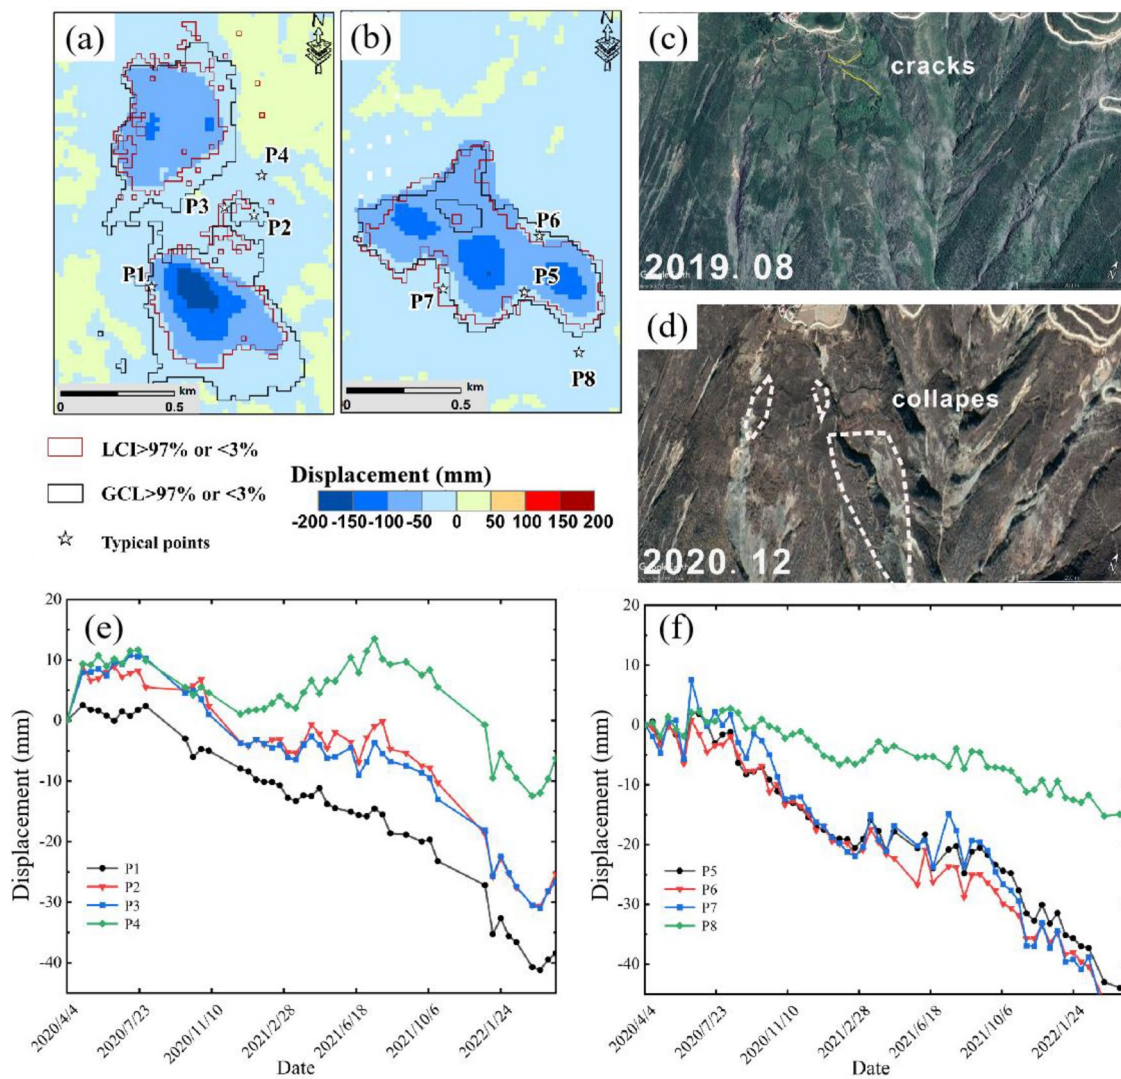 (a)
N
P4
P3
P2
P1
km
0 0.5
(b)
N
P6
P5
P7
P8
km
0 0.5
(c)
cracks
2019. 08
(d)
collapes
2020. 12
LCI>97% or <3%
GCL>97% or <3%
Typical points
Displacement (mm)
-200 -150 -100 -50 0 50 100 150 200
(e)
Displacement (mm)
20
10
0
-10
-20
-30
-40
P1
P2
P3
P4
2020/4/4 2020/7/23 2020/11/10 2021/2/28 2021/6/18 2021/10/6 2022/1/24
Date
(f)
Displacement (mm)
20
10
0
-10
-20
-30
-40
P5
P6
P7
P8
2020/4/4 2020/7/23 2020/11/10 2021/2/28 2021/6/18 2021/10/6 2022/1/24
Date